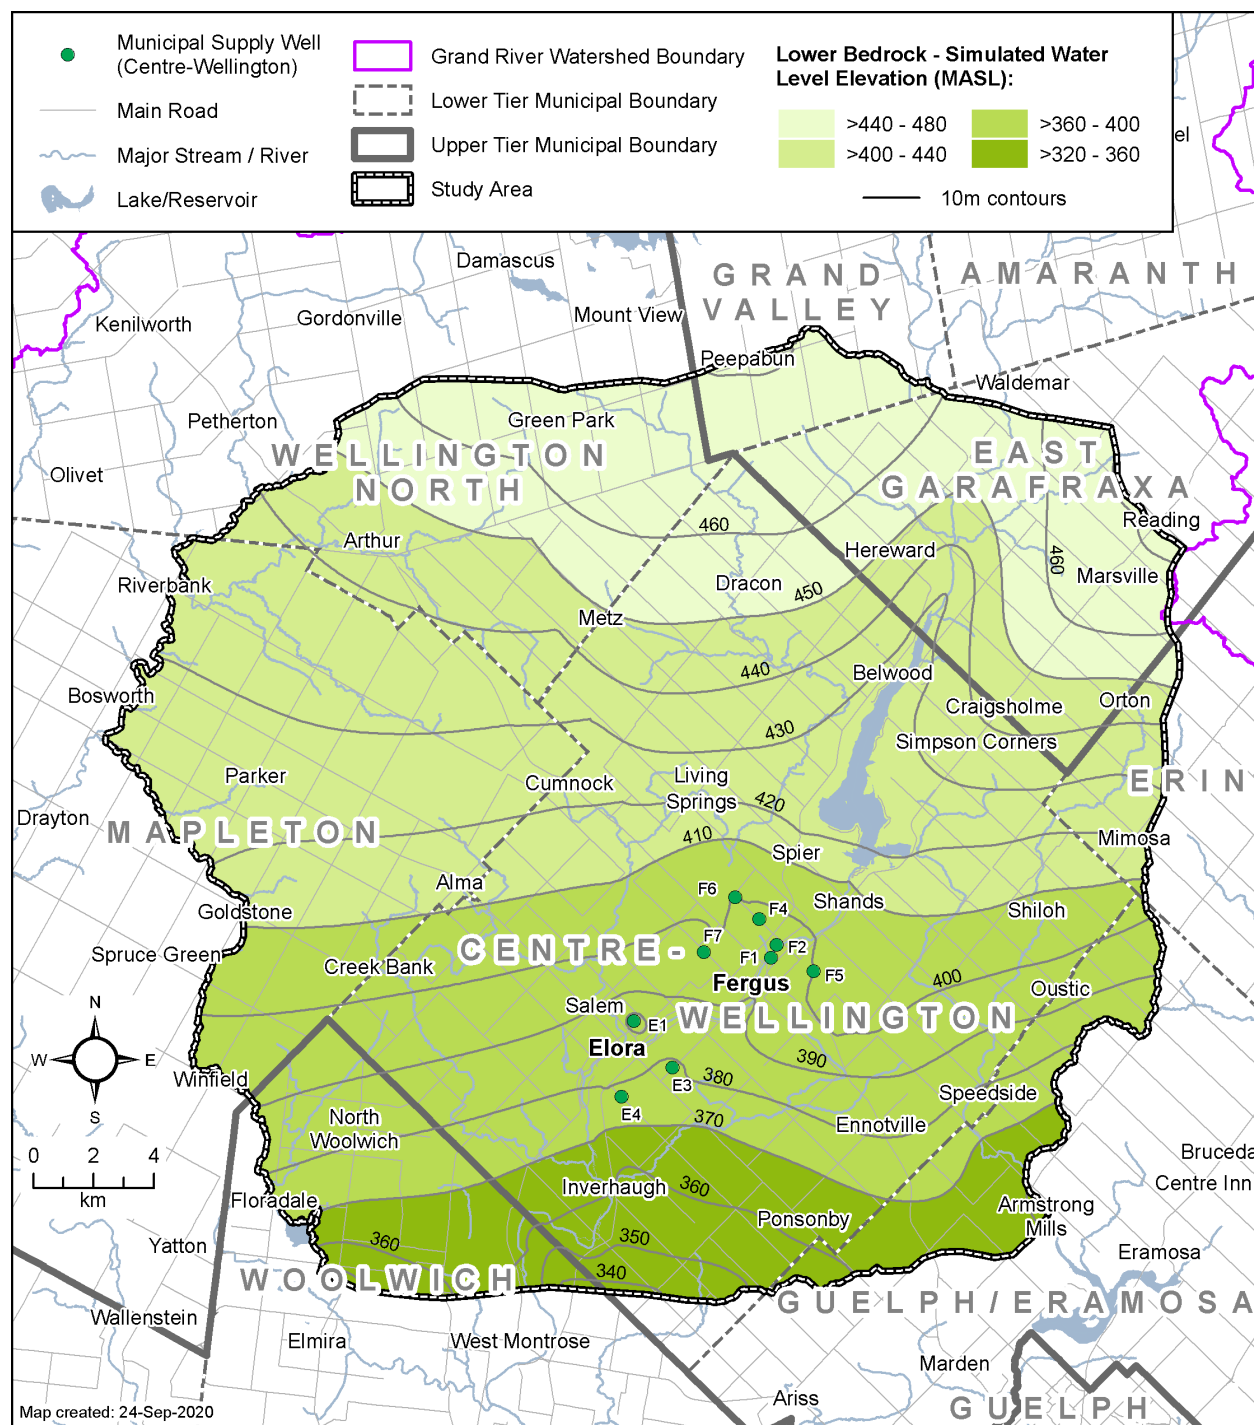 Municipal Supply Well
(Centre-Wellington)
Main Road
Major Stream / River
Lake/Reservoir
Grand River Watershed Boundary
Lower Tier Municipal Boundary
Upper Tier Municipal Boundary
Study Area
Lower Bedrock - Simulated Water
Level Elevation (MASL):
>440 - 480
>400 - 440
>360 - 400
>320 - 360
10m contours
el
Damascus
GRAND
VALLEY
AMARANTH
Kenilworth
Gordonville
Mount View
Peepabun
Waldemar
Petherton
Green Park
WELLINGTON
NORTH
EAST
GARAFRAXA
Olivet
Reading
460
Arthur
Hereward
460
Marsville
Riverbank
Dracon
450
Metz
440
Belwood
Bosworth
Craigsholme
Orton
430
Simpson Corners
Parker
Cumnock
Living
Springs
420
ERIN
Drayton
MAPLETON
410
Mimosa
Spier
Alma
F6
Shands
Goldstone
F4
Shiloh
Spruce Green
CENTRE-
F7
F2
F1
Creek Bank
F5
Fergus
400
Oustic
Salem
E1
WELLINGTON
Elora
390
N
W
E
S
Winfield
E3
380
Speedside
E4
370
North
Woolwich
Ennotville
0 2 4
km
Bruceda
Centre Inn
Inverhaugh
360
Floradale
Armstrong
Mills
Ponsonby
Yatton
360
350
Eramosa
WOOLWICH
340
GUELPH/ERAMOSA
Wallenstein
Elmira
West Montrose
Marden
Ariss
GUELPH
Map created: 24-Sep-2020